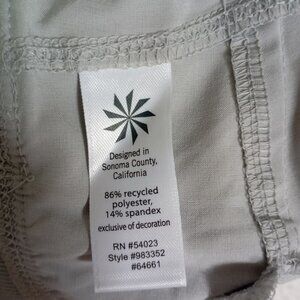 Designed in
Sonoma County,
California
86% recycled
polyester,
14% spandex
exclusive of decoration
RN #54023
Style #983352
#64661